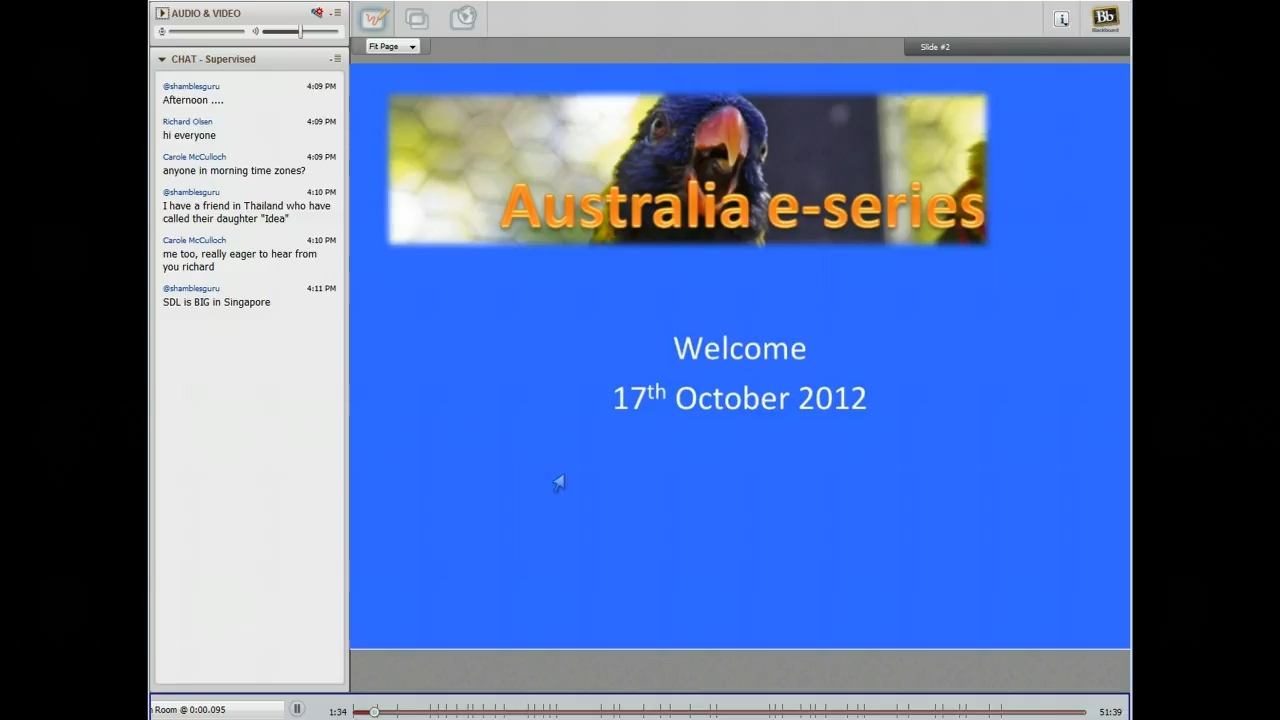 AUDIO & VIDEO
Fit Page
Bb
Blackboard
Slide #2
CHAT - Supervised
@shamblesguru 4:09 PM
Afternoon ....
Richard Olsen 4:09 PM
hi everyone
Carole McCulloch 4:09 PM
anyone in morning time zones?
@shamblesguru 4:10 PM
I have a friend in Thailand who have
called their daughter "Idea"
Carole McCulloch 4:10 PM
me too, really eager to hear from
you richard
@shamblesguru 4:11 PM
SDL is BIG in Singapore
Australia e-series
Welcome
17th October 2012
Room @ 0:00.095
1:34
51:39